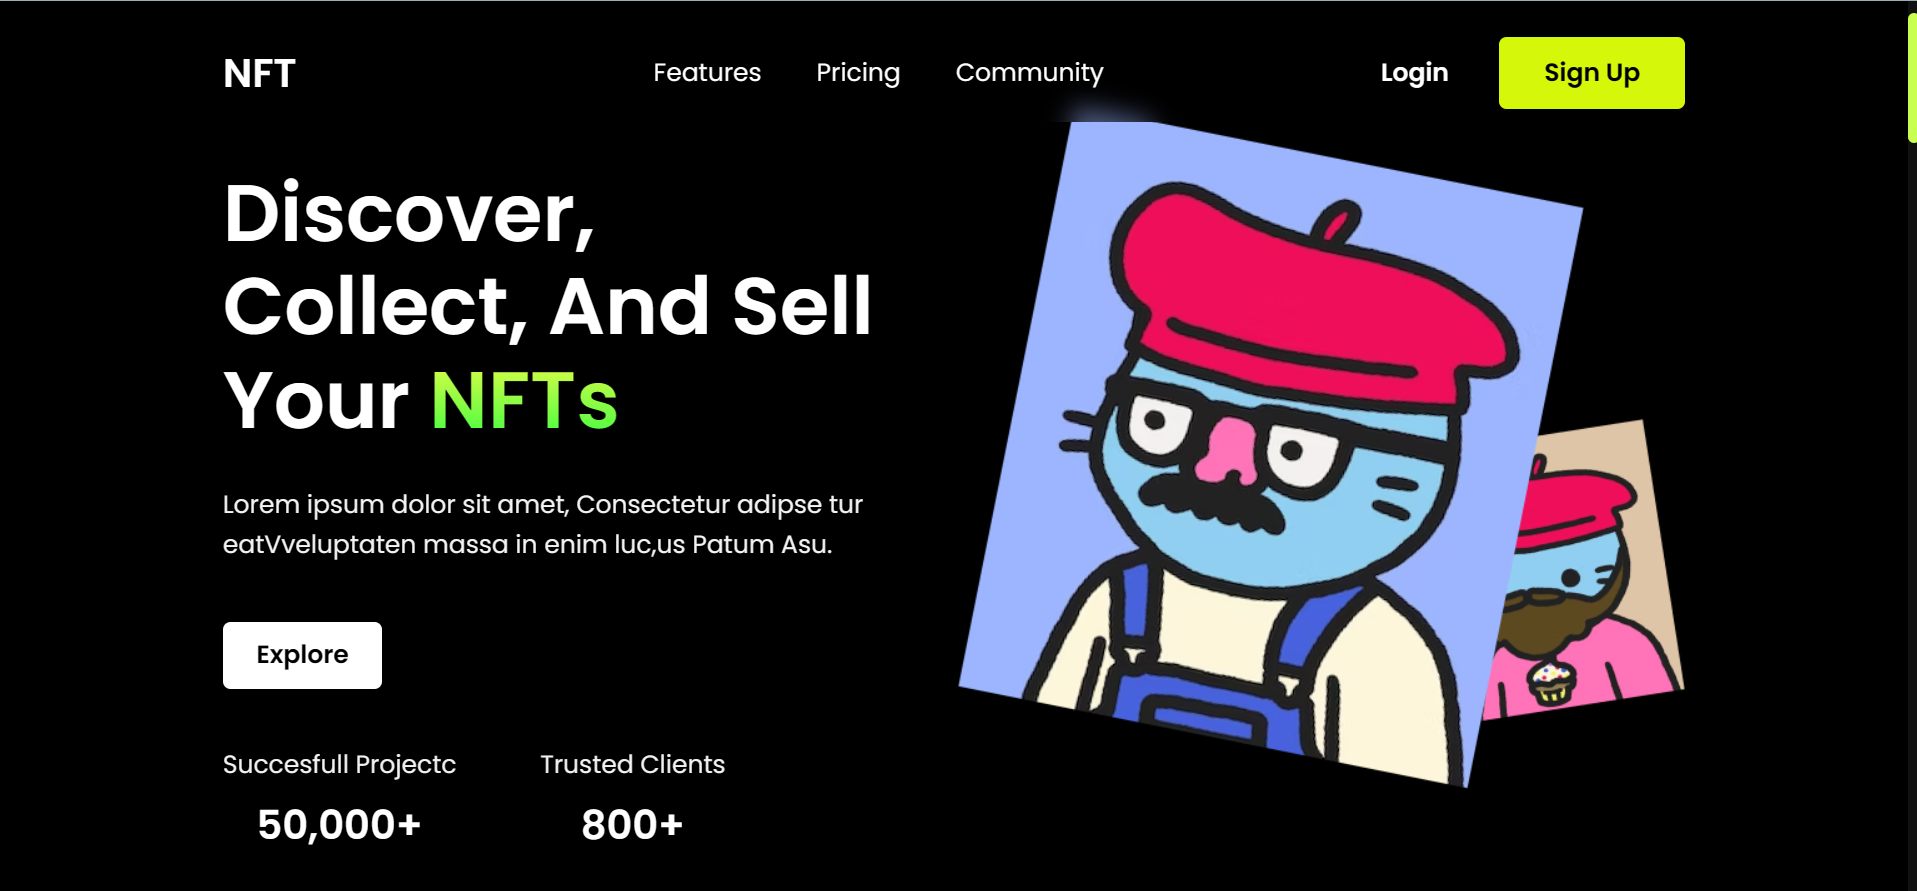 NFT
Features Pricing Community
Login Sign Up
Discover,
Collect, And Sell
Your NFTs
Lorem ipsum dolor sit amet, Consectetur adipse tur
eatVveluptaten massa in enim luc,us Patum Asu.
Explore
Succesfull Projectc Trusted Clients
50,000+ 800+